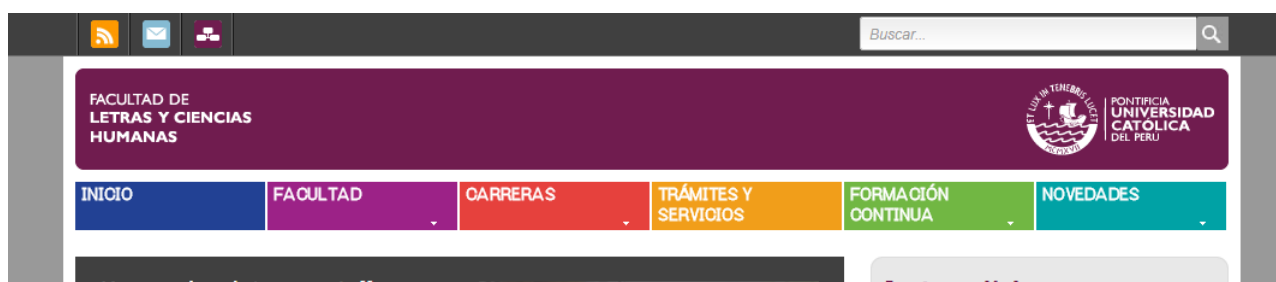 Buscar...
FACULTAD DE
LETRAS Y CIENCIAS
HUMANAS
ET LUX IN TENEBRIS LUCET
MCMXVII
PONTIFICIA
UNIVERSIDAD
CATÓLICA
DEL PERÚ
INICIO
FACULTAD
CARRERAS
TRÁMITES Y
SERVICIOS
FORMACIÓN
CONTINUA
NOVEDADES